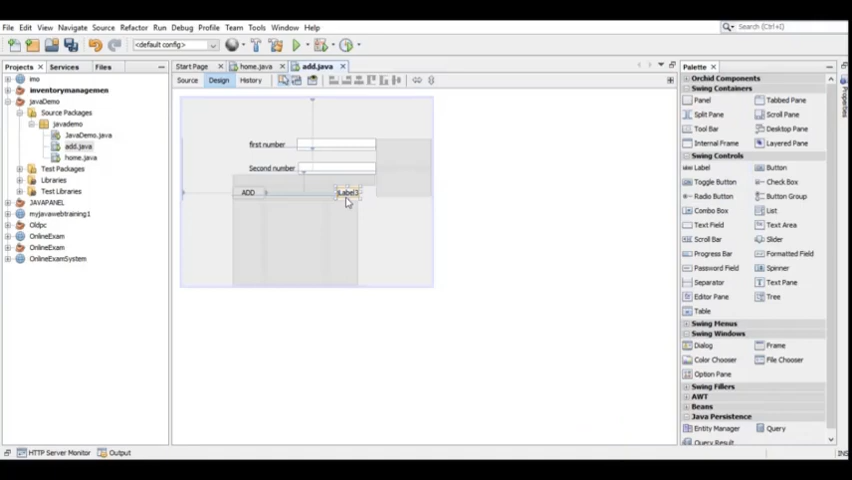 File Edit View Navigate Source Refactor Run Debug Profile Team Tools Window Help
Search (Ctrl+I)
<default config>
Projects Services Files
Start Page home.java add.java
Palette
Source Design History
imo
inventorymanagemen
javaDemo
Source Packages
javademo
JavaDemo.java
add.java
home.java
Test Packages
Libraries
Test Libraries
JAVAPANEL
myjavawebtraining1
Oldpc
OnlineExam
OnlineExam
OnlineExamSystem
first number
Second number
ADD
jLabel3
Orchid Components
Swing Containers
Panel Tabbed Pane
Split Pane Scroll Pane
Tool Bar Desktop Pane
Internal Frame Layered Pane
Swing Controls
Label Button
Toggle Button Check Box
Radio Button Button Group
Combo Box List
Text Field Text Area
Scroll Bar Slider
Progress Bar Formatted Field
Password Field Spinner
Separator Text Pane
Editor Pane Tree
Table
Swing Menus
Swing Windows
Dialog Frame
Color Chooser File Chooser
Option Pane
Swing Fillers
AWT
Beans
Java Persistence
Entity Manager Query
Query Result
Properties
HTTP Server Monitor Output
INS